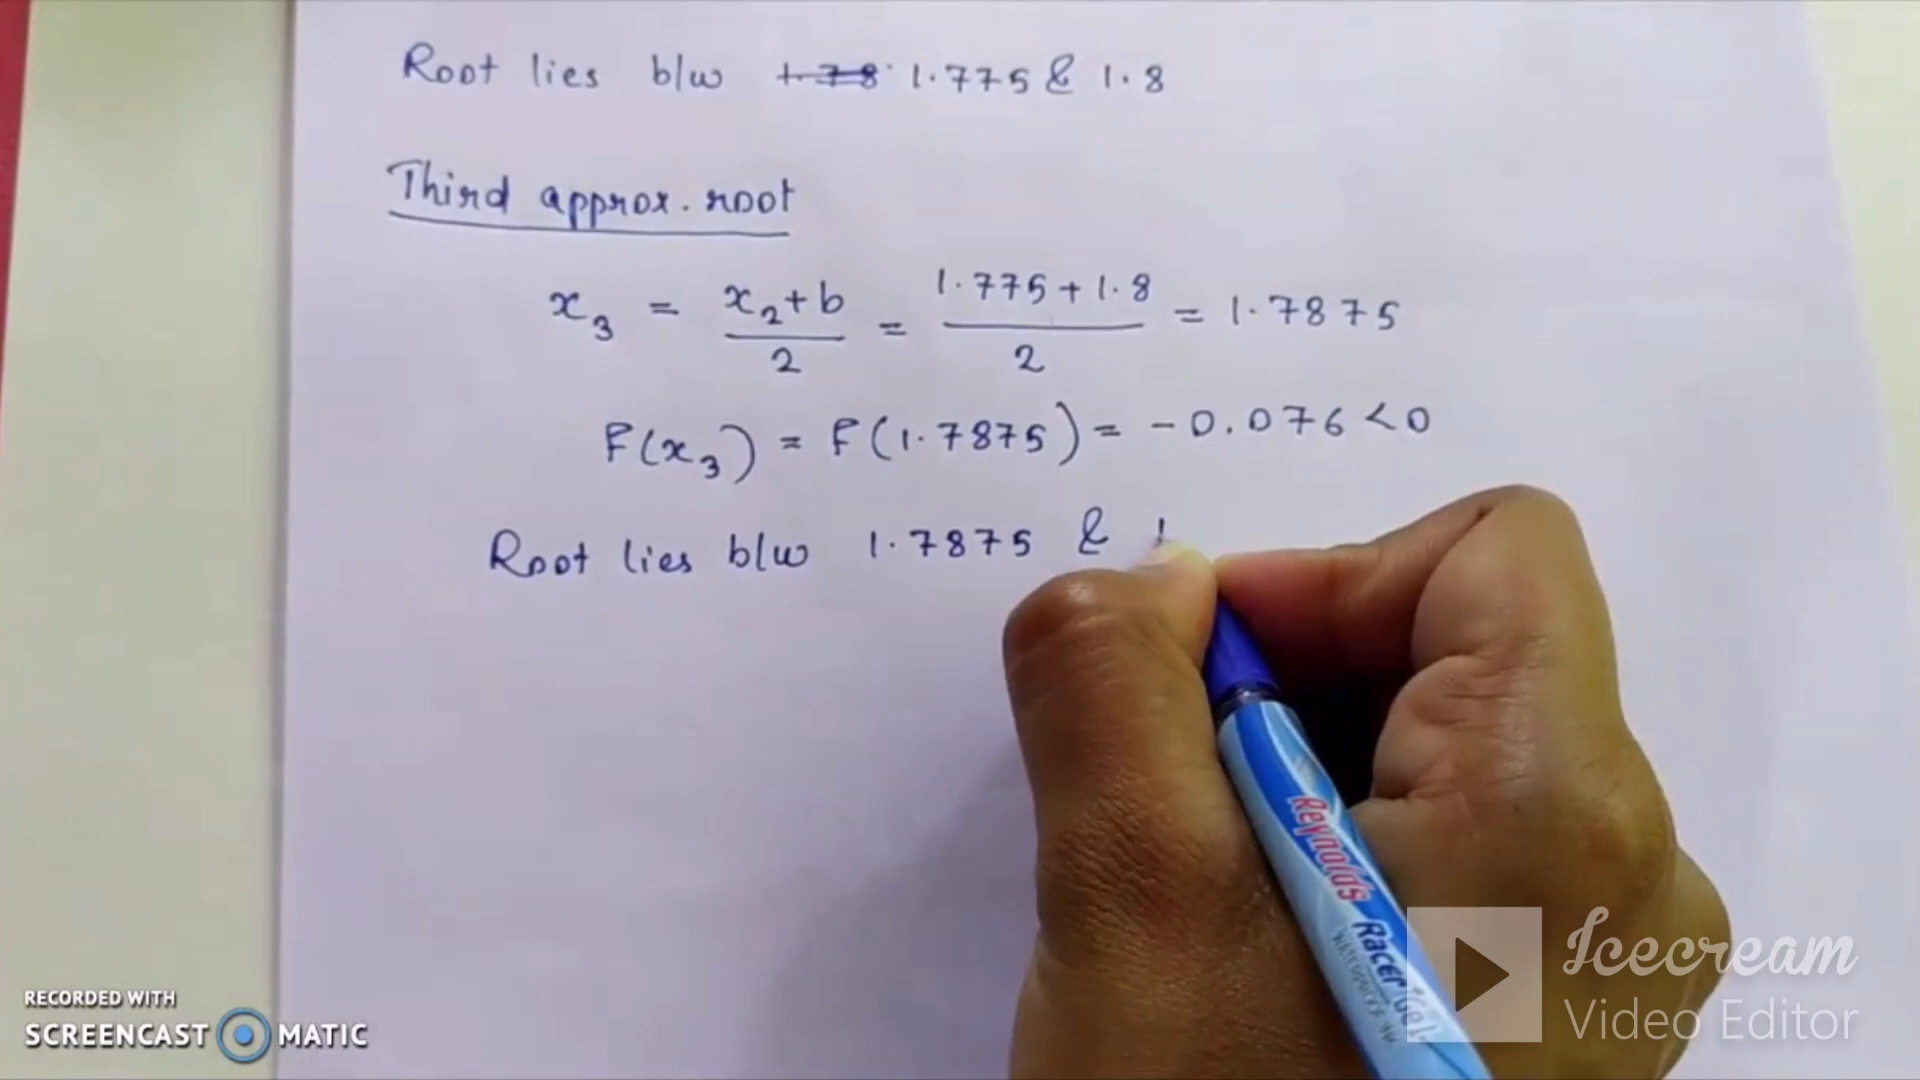 Root lies b/w 1.78 1.775 & 1.8
Third approx. root
x₃ = x₂+b/2 = 1.775+1.8/2 = 1.7875
F(x₃) = F(1.7875) = -0.076 <0
Root lies b/w 1.7875 & 1
Reynolds Racer Gel
RECORDED WITH
SCREENCAST MATIC
Icecream
Video Editor